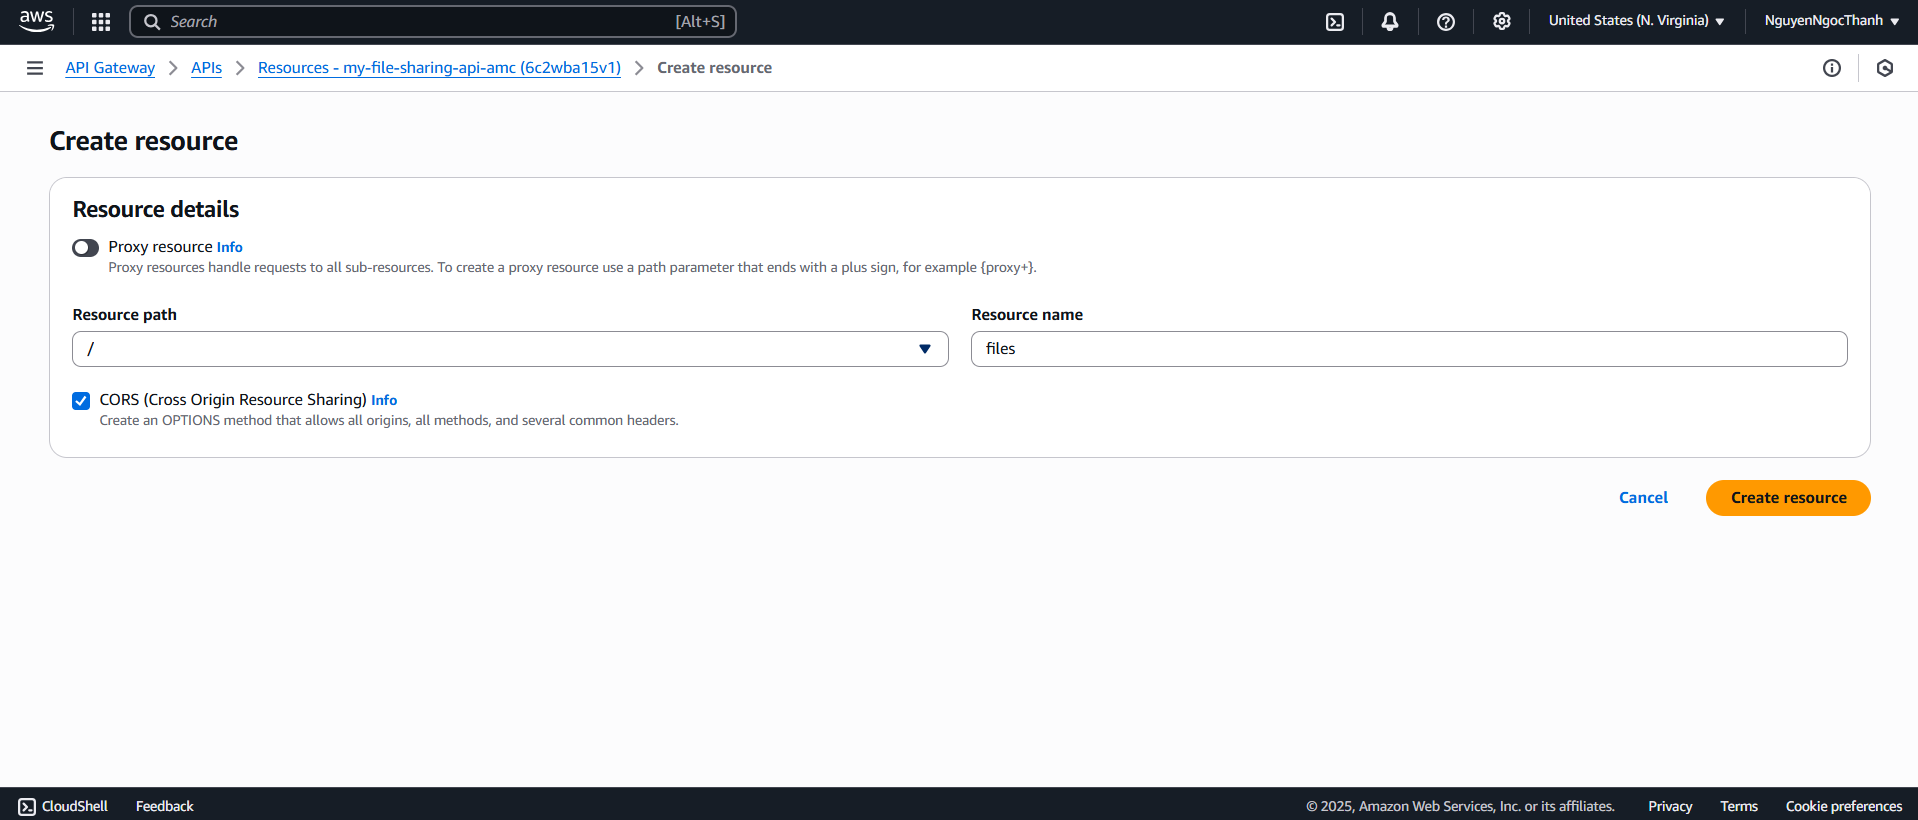 aws
Search [Alt+S]
United States (N. Virginia)
NguyenNgocThanh
API Gateway
APIs
Resources - my-file-sharing-api-amc (6c2wba15v1)
Create resource
Create resource
Resource details
Proxy resource Info
Proxy resources handle requests to all sub-resources. To create a proxy resource use a path parameter that ends with a plus sign, for example {proxy+}.
Resource path
/
Resource name
files
CORS (Cross Origin Resource Sharing) Info
Create an OPTIONS method that allows all origins, all methods, and several common headers.
Cancel
Create resource
CloudShell
Feedback
© 2025, Amazon Web Services, Inc. or its affiliates.
Privacy
Terms
Cookie preferences